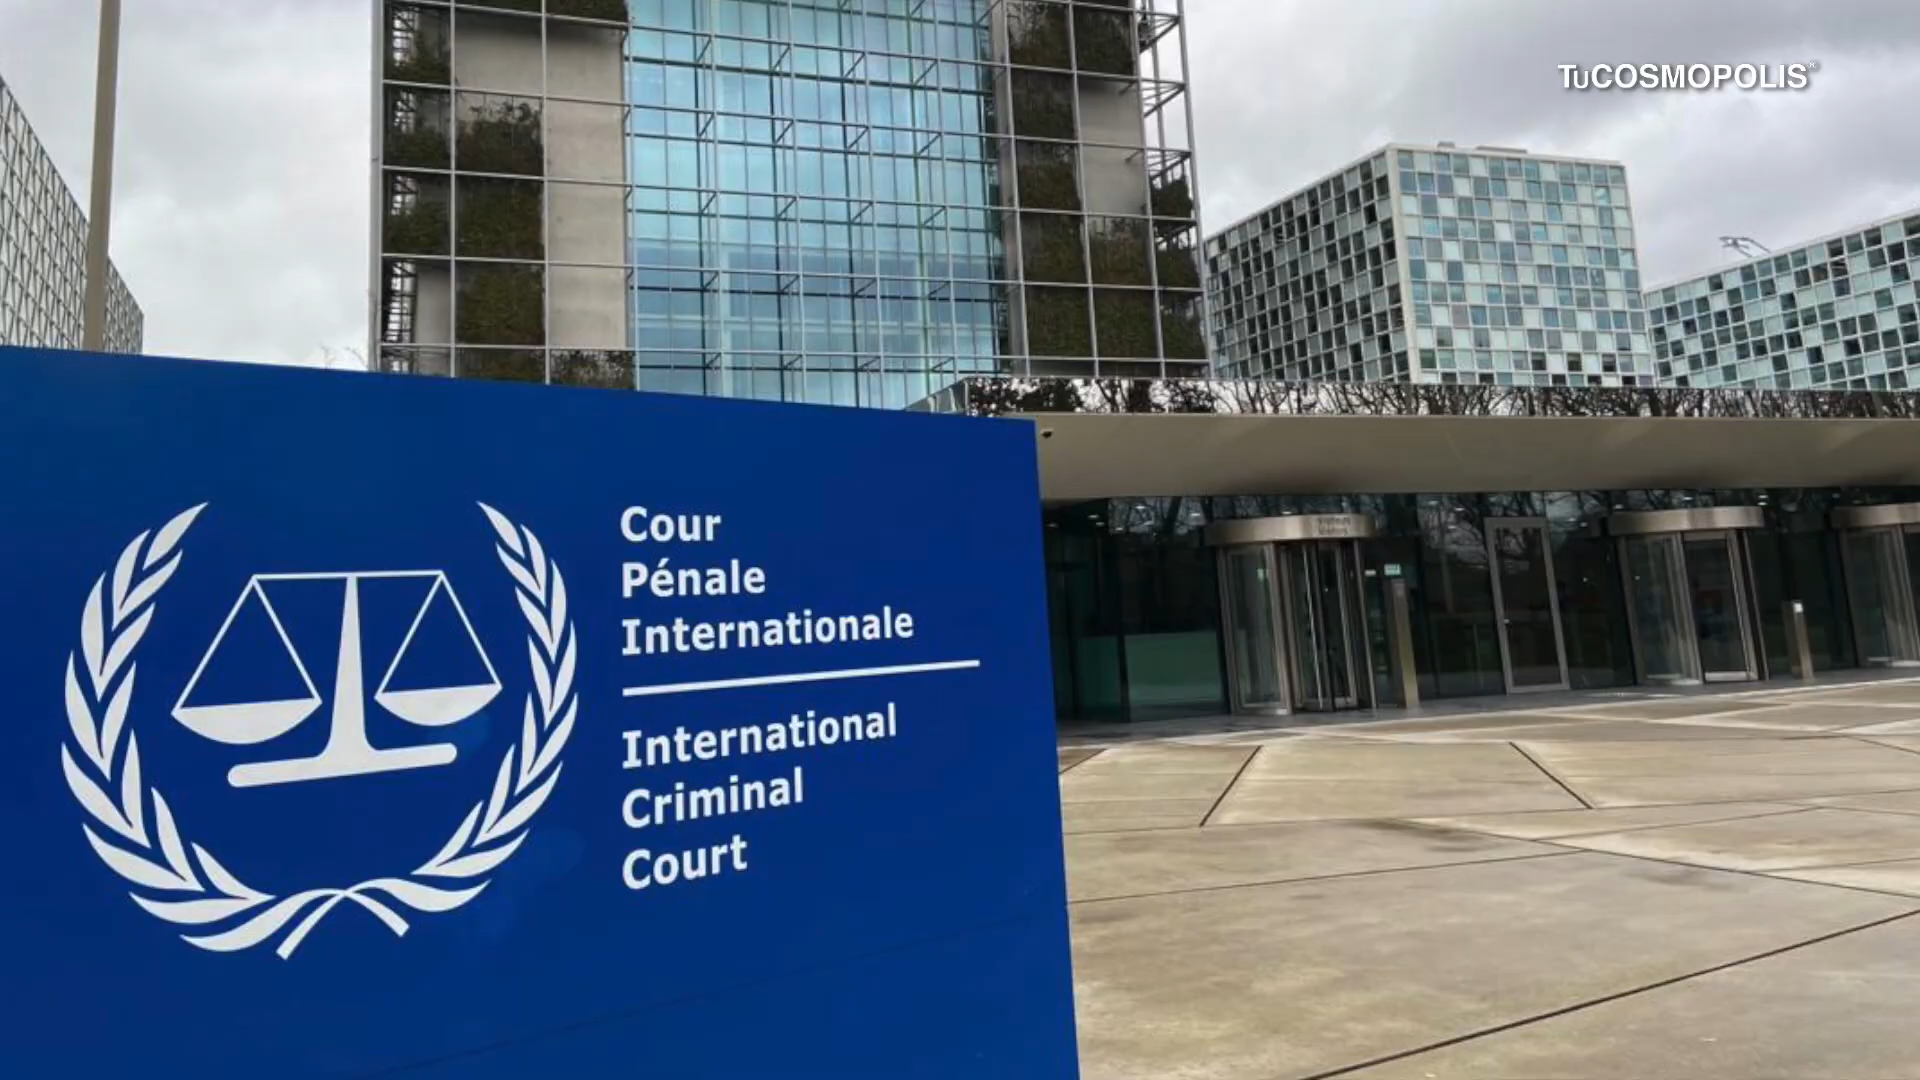 TuCOSMOPOLIS
Cour
Pénale
Internationale
International
Criminal
Court